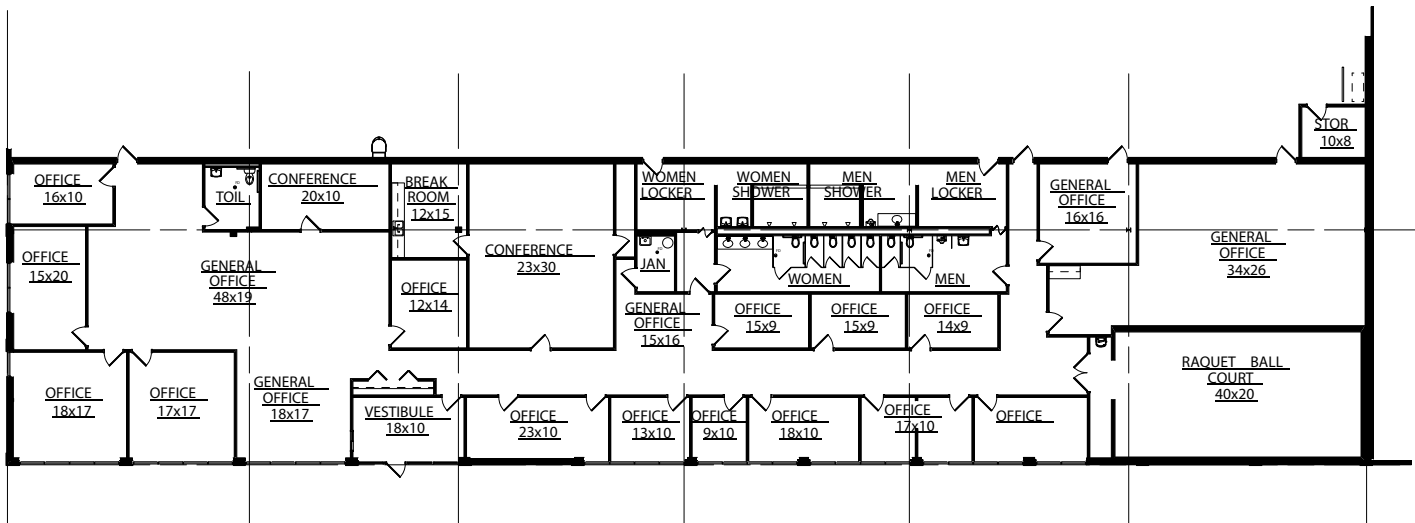 STOR
10x8
OFFICE
16x10
TOIL
CONFERENCE
20x10
BREAK
ROOM
12x15
WOMEN
LOCKER
WOMEN
SHOWER
MEN
SHOWER
MEN
LOCKER
GENERAL
OFFICE
16x16
OFFICE
15x20
GENERAL
OFFICE
48x19
CONFERENCE
23x30
JAN
WOMEN
MEN
GENERAL
OFFICE
34x26
OFFICE
12x14
GENERAL
OFFICE
15x16
OFFICE
15x9
OFFICE
15x9
OFFICE
14x9
OFFICE
18x17
OFFICE
17x17
GENERAL
OFFICE
18x17
VESTIBULE
18x10
OFFICE
23x10
OFFICE
13x10
OFFICE
9x10
OFFICE
18x10
OFFICE
17x10
OFFICE
RAQUET BALL
COURT
40x20